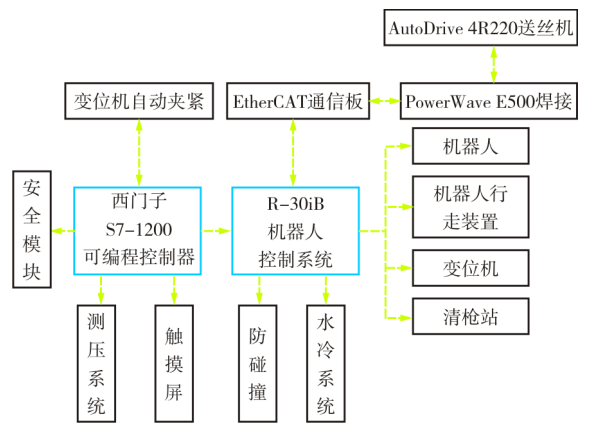 AutoDrive 4R220送丝机
变位机自动夹紧
EtherCAT通信板
PowerWave E500焊接
机器人
安全模块
西门子
S7-1200
可编程控制器
R-30iB
机器人
控制系统
机器人行
走装置
变位机
清枪站
测压系统
触摸屏
防碰撞
水冷系统